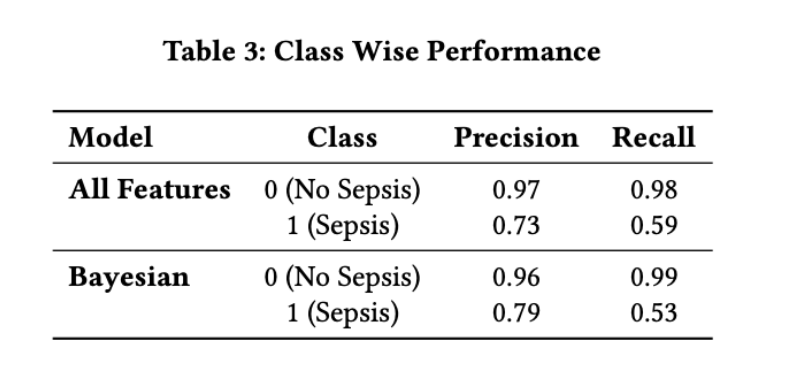 Table 3: Class Wise Performance
Model Class Precision Recall
All Features 0 (No Sepsis) 0.97 0.98
1 (Sepsis) 0.73 0.59
Bayesian 0 (No Sepsis) 0.96 0.99
1 (Sepsis) 0.79 0.53